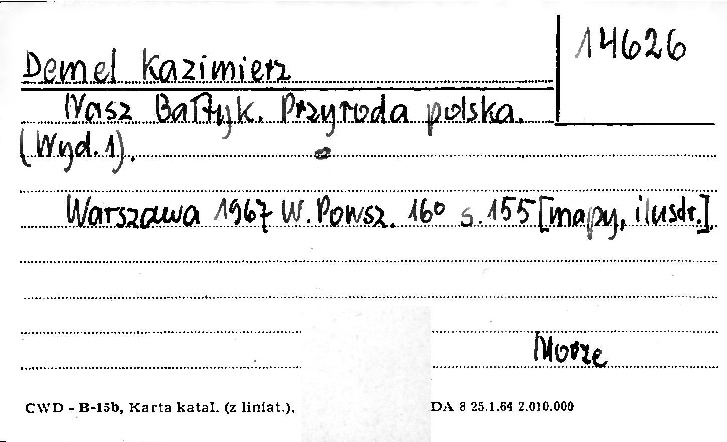 14626
Demel Kazimierz
Nasz Bałtyk. Przyroda polska.
(Wyd. 1).
Warszawa 1967 W. Powsz. 16° s. 155 [mapy, ilustr.].
Morze
CWD - B-15b, Karta katal. (z liniat.), DA 8 25.1.64 2.010.000